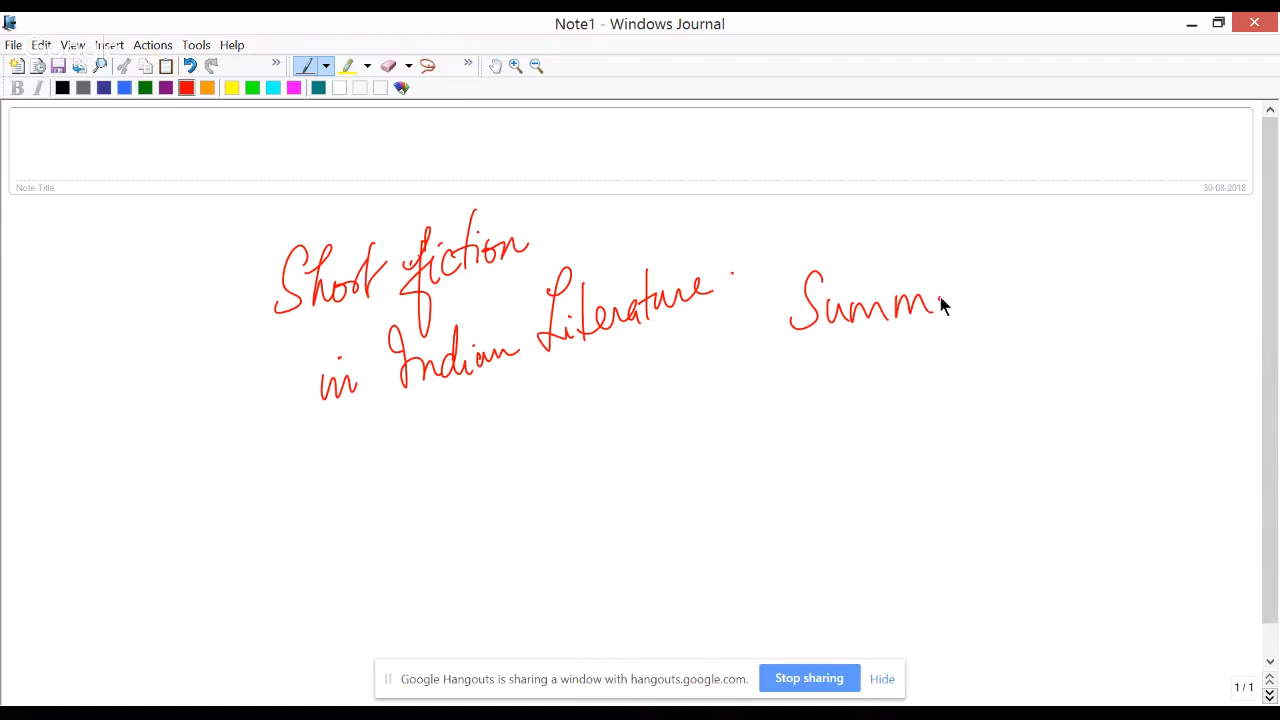 Note1 - Windows Journal
File Edit View Insert Actions Tools Help
B I
Note Title
30-08-2018
Short fiction
in Indian Literature. Summ
Google Hangouts is sharing a window with hangouts.google.com. Stop sharing Hide
1 / 1